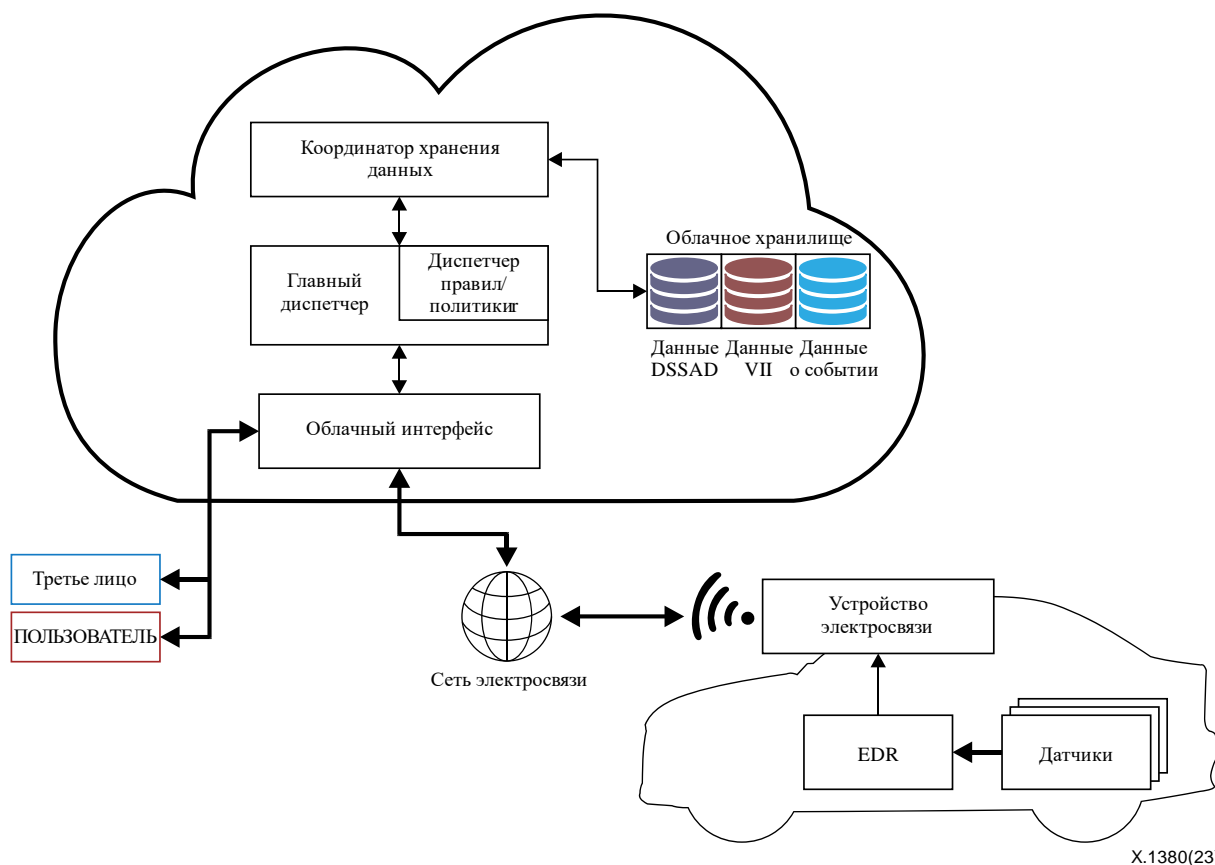 Координатор хранения
данных
Главный
диспетчер
Диспетчер
правил/
политикиr
Облачное хранилище
Данные
DSSAD
Данные
VII
Данные
о событии
Облачный интерфейс
Третье лицо
ПОЛЬЗОВАТЕЛЬ
Сеть электросвязи
Устройство
электросвязи
EDR
Датчики
X.1380(23)